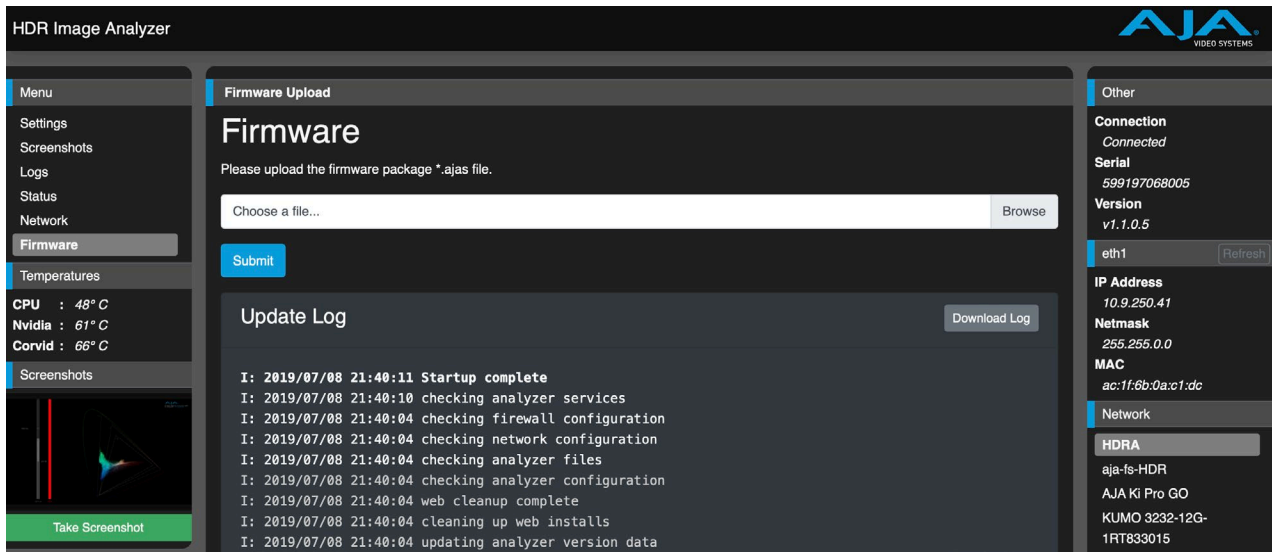 HDR Image Analyzer
AJA
VIDEO SYSTEMS
Menu
Settings
Screenshots
Logs
Status
Network
Firmware
Temperatures
CPU : 48° C
Nvidia : 61° C
Corvid : 66° C
Screenshots
Take Screenshot
Firmware Upload
Firmware
Please upload the firmware package *.ajas file.
Choose a file... Browse
Submit
Update Log Download Log
I: 2019/07/08 21:40:11 Startup complete
I: 2019/07/08 21:40:10 checking analyzer services
I: 2019/07/08 21:40:04 checking firewall configuration
I: 2019/07/08 21:40:04 checking network configuration
I: 2019/07/08 21:40:04 checking analyzer files
I: 2019/07/08 21:40:04 checking analyzer configuration
I: 2019/07/08 21:40:04 web cleanup complete
I: 2019/07/08 21:40:04 cleaning up web installs
I: 2019/07/08 21:40:04 updating analyzer version data
Other
Connection
Connected
Serial
599197068005
Version
v1.1.0.5
eth1 Refresh
IP Address
10.9.250.41
Netmask
255.255.0.0
MAC
ac:1f:6b:0a:c1:dc
Network
HDRA
aja-fs-HDR
AJA Ki Pro GO
KUMO 3232-12G-
1RT833015